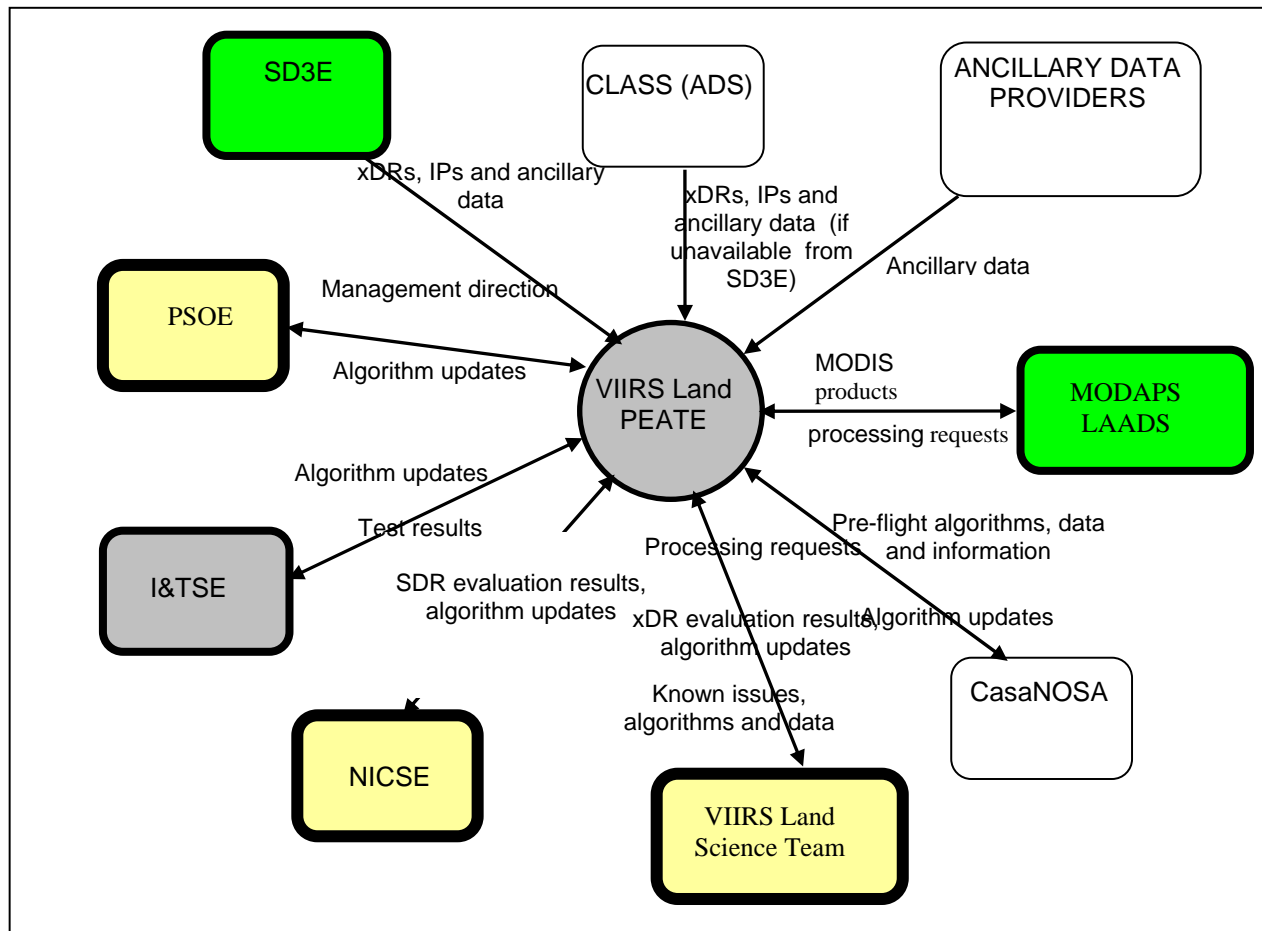 SD3E
CLASS (ADS)
ANCILLARY DATA
PROVIDERS
xDRs, IPs and ancillary
data
xDRs, IPs and
ancillary data (if
unavailable from
SD3E)
Ancillary data
PSOE
Management direction
Algorithm updates
VIIRS Land
PEATE
MODIS
products
processing requests
MODAPS
LAADS
Algorithm updates
Test results
I&TSE
SDR evaluation results,
algorithm updates
Processing requests
xDR evaluation results,
algorithm updates
Known issues,
algorithms and data
Pre-flight algorithms, data
and information
Algorithm updates
CasaNOSA
NICSE
VIIRS Land
Science Team